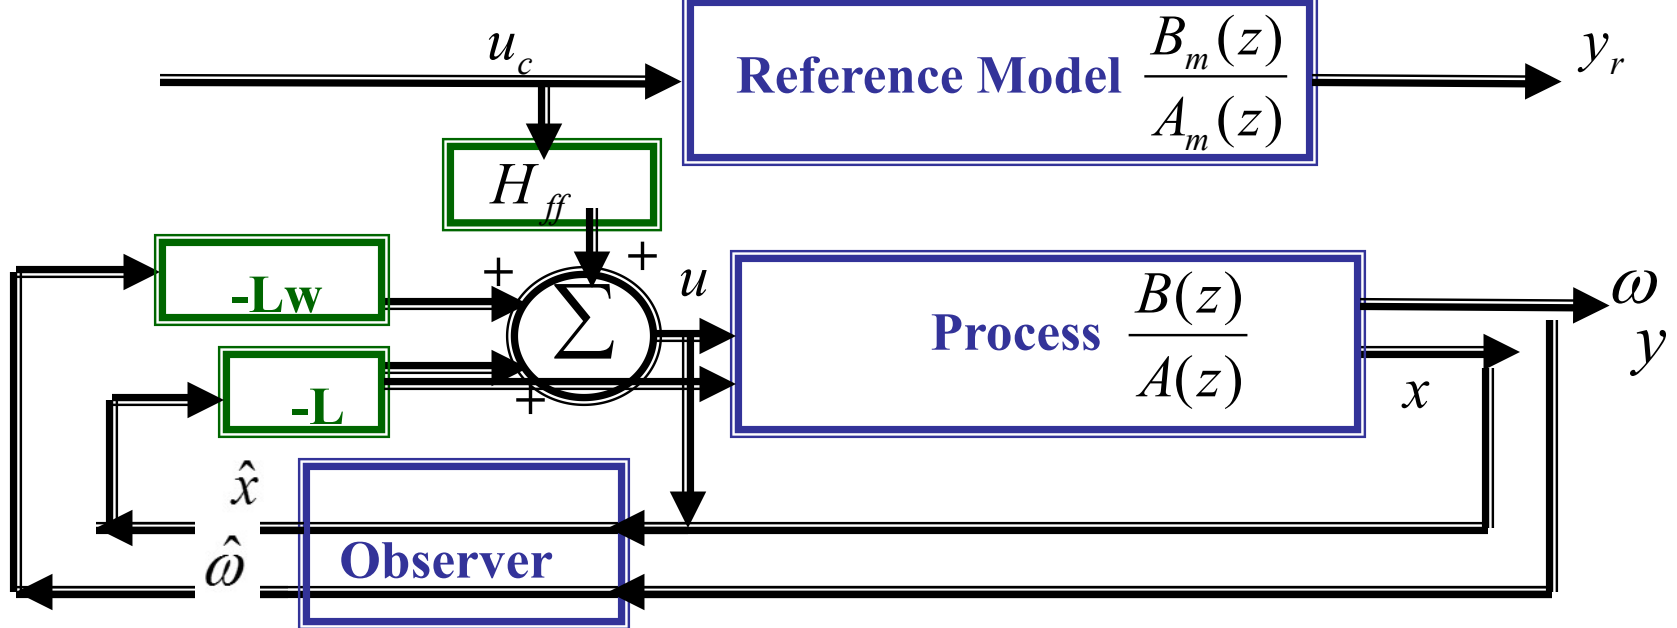 u_c
Reference Model B_m(z) / A_m(z)
y_r
H_ff
+
+
-Lw
Σ
u
Process B(z) / A(z)
ω
y
-L
+
x
x̂
ω̂
Observer